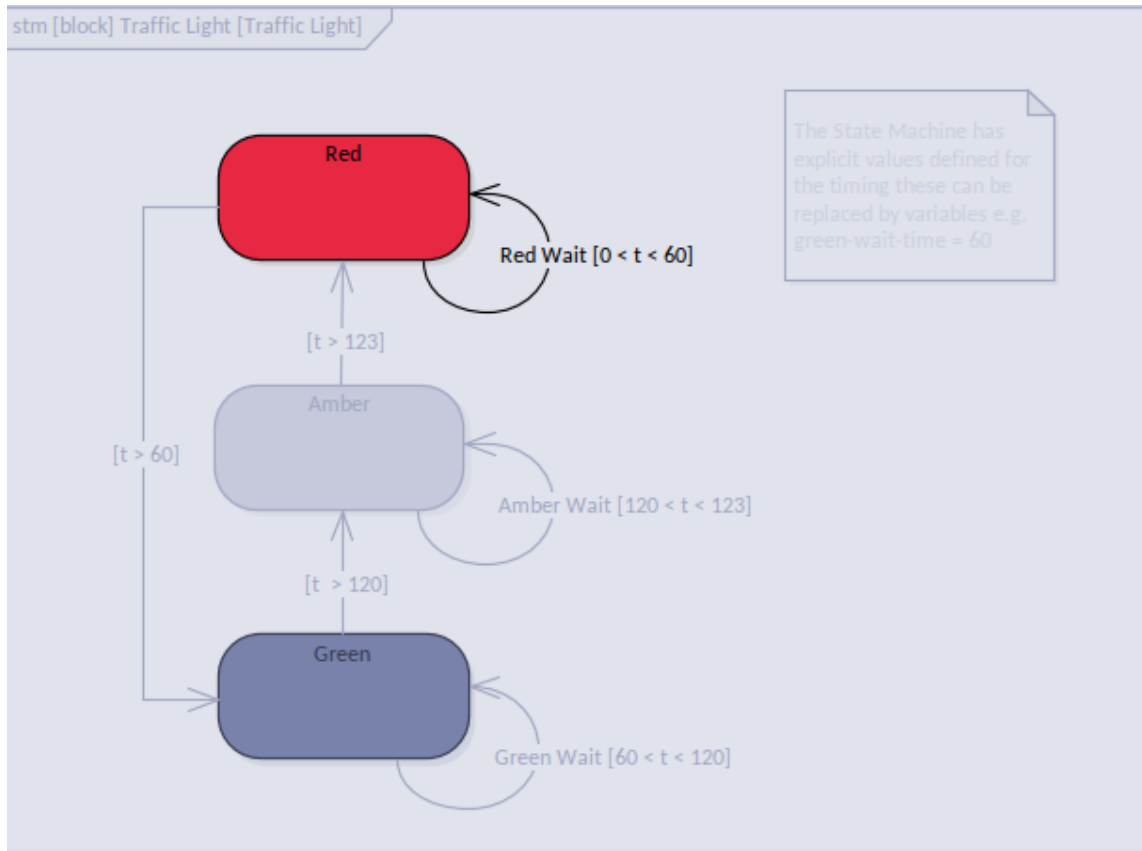 stm [block] Traffic Light [Traffic Light]
The State Machine has
explicit values defined for
the timing these can be
replaced by variables e.g.
green-wait-time = 60
Red
Red Wait [0 < t < 60]
[t > 123]
Amber
[t > 60]
Amber Wait [120 < t < 123]
[t  > 120]
Green
Green Wait [60 < t < 120]